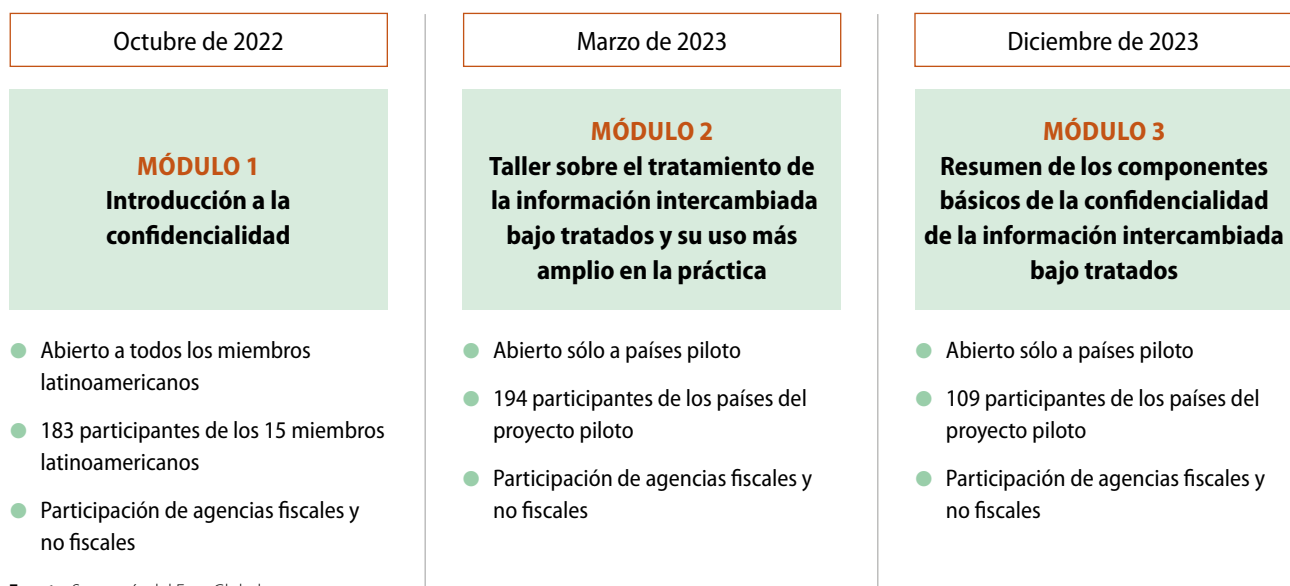 Octubre de 2022
MÓDULO 1
Introducción a la
confidencialidad
Abierto a todos los miembros
latinoamericanos
183 participantes de los 15 miembros
latinoamericanos
Participación de agencias fiscales y
no fiscales
Marzo de 2023
MÓDULO 2
Taller sobre el tratamiento de
la información intercambiada
bajo tratados y su uso más
amplio en la práctica
Abierto sólo a países piloto
194 participantes de los países del
proyecto piloto
Participación de agencias fiscales y
no fiscales
Diciembre de 2023
MÓDULO 3
Resumen de los componentes
básicos de la confidencialidad
de la información intercambiada
bajo tratados
Abierto sólo a países piloto
109 participantes de los países del
proyecto piloto
Participación de agencias fiscales y
no fiscales